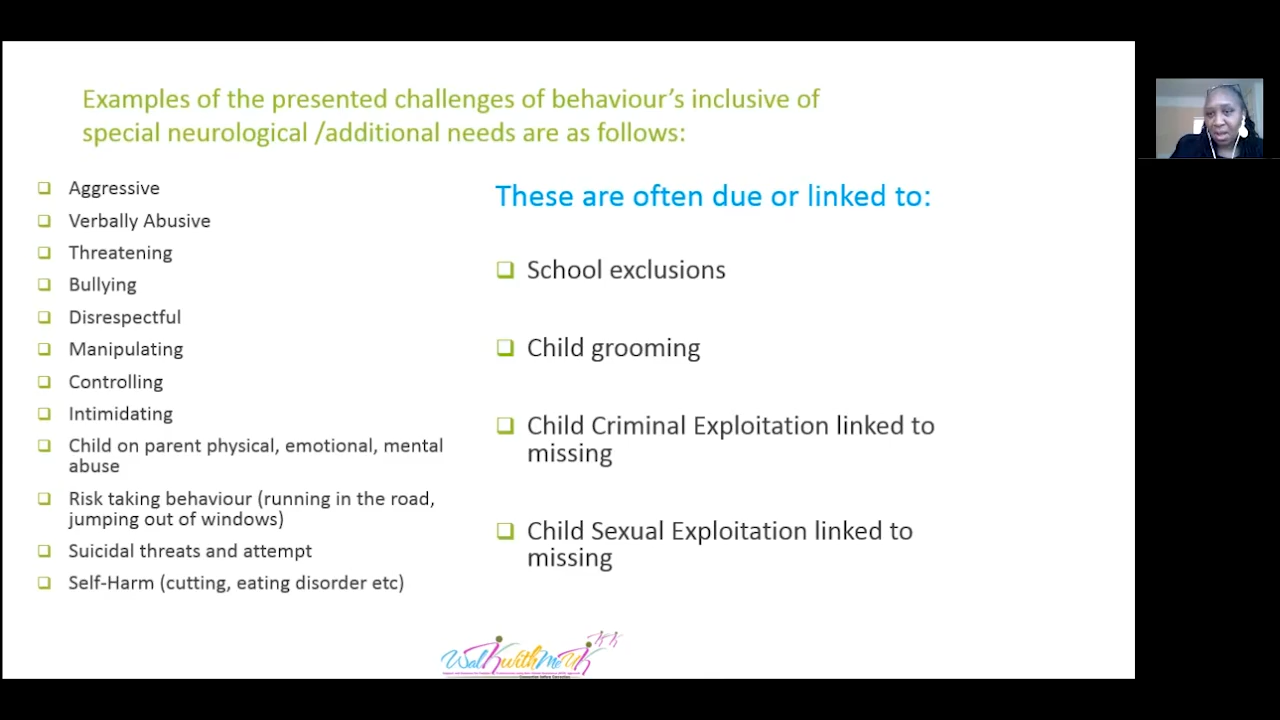 Examples of the presented challenges of behaviour's inclusive of
special neurological /additional needs are as follows:
Aggressive
Verbally Abusive
Threatening
Bullying
Disrespectful
Manipulating
Controlling
Intimidating
Child on parent physical, emotional, mental
abuse
Risk taking behaviour (running in the road,
jumping out of windows)
Suicidal threats and attempt
Self-Harm (cutting, eating disorder etc)
These are often due or linked to:
School exclusions
Child grooming
Child Criminal Exploitation linked to
missing
Child Sexual Exploitation linked to
missing
Walk with Me UK